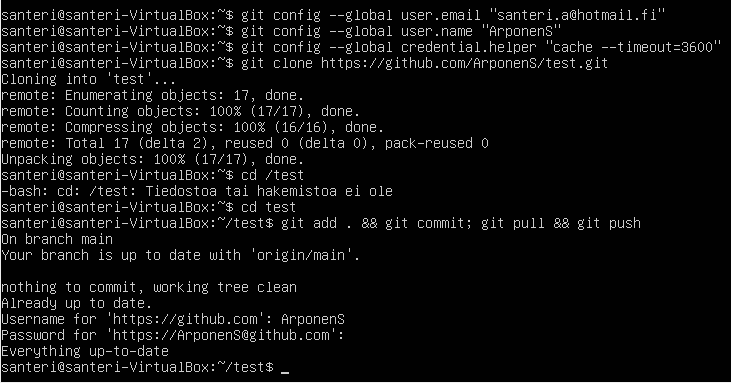 santeri@santeri-VirtualBox:~$ git config --global user.email "santeri.a@hotmail.fi"
santeri@santeri-VirtualBox:~$ git config --global user.name "ArponenS"
santeri@santeri-VirtualBox:~$ git config --global credential.helper "cache --timeout=3600"
santeri@santeri-VirtualBox:~$ git clone https://github.com/ArponenS/test.git
Cloning into 'test'...
remote: Enumerating objects: 17, done.
remote: Counting objects: 100% (17/17), done.
remote: Compressing objects: 100% (16/16), done.
remote: Total 17 (delta 2), reused 0 (delta 0), pack-reused 0
Unpacking objects: 100% (17/17), done.
santeri@santeri-VirtualBox:~$ cd /test
-bash: cd: /test: Tiedostoa tai hakemistoa ei ole
santeri@santeri-VirtualBox:~$ cd test
santeri@santeri-VirtualBox:~/test$ git add . && git commit; git pull && git push
On branch main
Your branch is up to date with 'origin/main'.

nothing to commit, working tree clean
Already up to date.
Username for 'https://github.com': ArponenS
Password for 'https://ArponenS@github.com':
Everything up-to-date
santeri@santeri-VirtualBox:~/test$ _